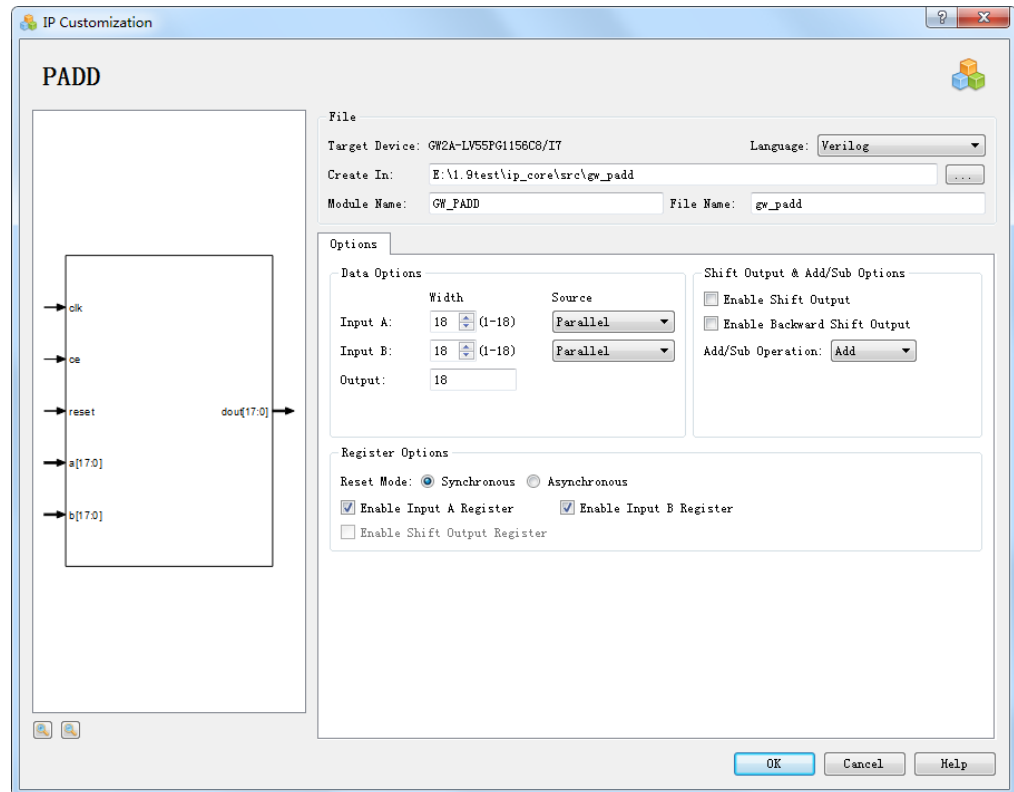 IP Customization
PADD
clk
ce
reset
dout[17:0]
a[17:0]
b[17:0]
File
Target Device: GW2A-LV55PG1156C8/I7 Language: Verilog
Create In: E:\1.9test\ip_core\src\gw_padd ...
Module Name: GW_PADD File Name: gw_padd
Options
Data Options
Width Source
Input A: 18 (1-18) Parallel
Input B: 18 (1-18) Parallel
Output: 18
Shift Output & Add/Sub Options
Enable Shift Output
Enable Backward Shift Output
Add/Sub Operation: Add
Register Options
Reset Mode: Synchronous Asynchronous
Enable Input A Register Enable Input B Register
Enable Shift Output Register
OK Cancel Help